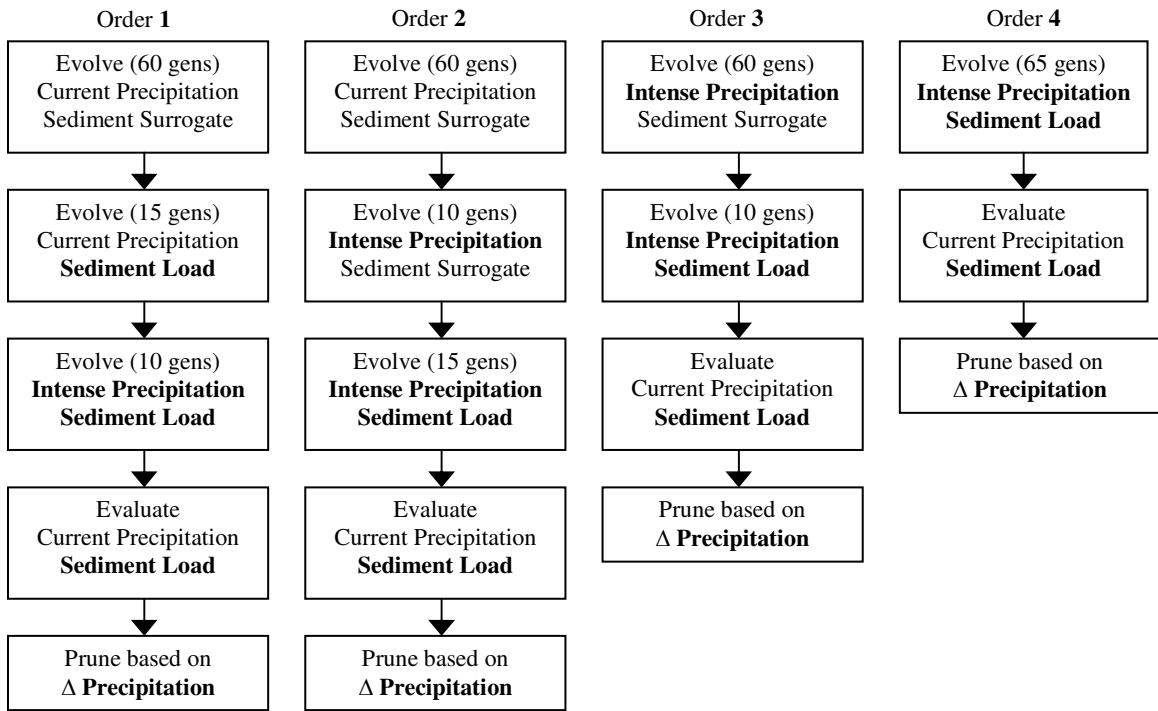 Order 1
Evolve (60 gens)
Current Precipitation
Sediment Surrogate
Evolve (15 gens)
Current Precipitation
Sediment Load
Evolve (10 gens)
Intense Precipitation
Sediment Load
Evaluate
Current Precipitation
Sediment Load
Prune based on
Δ Precipitation
Order 2
Evolve (60 gens)
Current Precipitation
Sediment Surrogate
Evolve (10 gens)
Intense Precipitation
Sediment Surrogate
Evolve (15 gens)
Intense Precipitation
Sediment Load
Evaluate
Current Precipitation
Sediment Load
Prune based on
Δ Precipitation
Order 3
Evolve (60 gens)
Intense Precipitation
Sediment Surrogate
Evolve (10 gens)
Intense Precipitation
Sediment Load
Evaluate
Current Precipitation
Sediment Load
Prune based on
Δ Precipitation
Order 4
Evolve (65 gens)
Intense Precipitation
Sediment Load
Evaluate
Current Precipitation
Sediment Load
Prune based on
Δ Precipitation